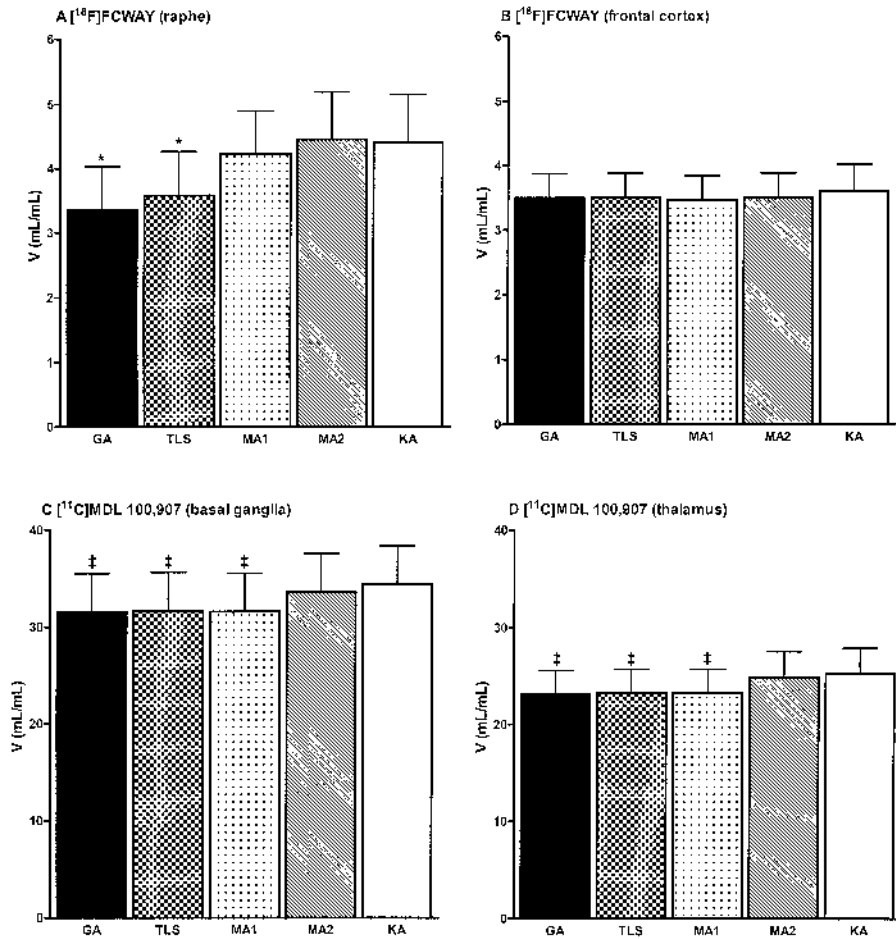 A [18F]FCWAY (raphe)
6
5
4
3
2
1
0
V (mL/mL)
*
*
GA TLS MA1 MA2 KA
B [18F]FCWAY (frontal cortex)
6
5
4
3
2
1
0
V (mL/mL)
GA TLS MA1 MA2 KA
C [11C]MDL 100,907 (basal ganglia)
40
30
20
10
0
V (mL/mL)
‡ ‡ ‡
GA TLS MA1 MA2 KA
D [11C]MDL 100,907 (thalamus)
40
30
20
10
0
V (mL/mL)
‡ ‡ ‡
GA TLS MA1 MA2 KA